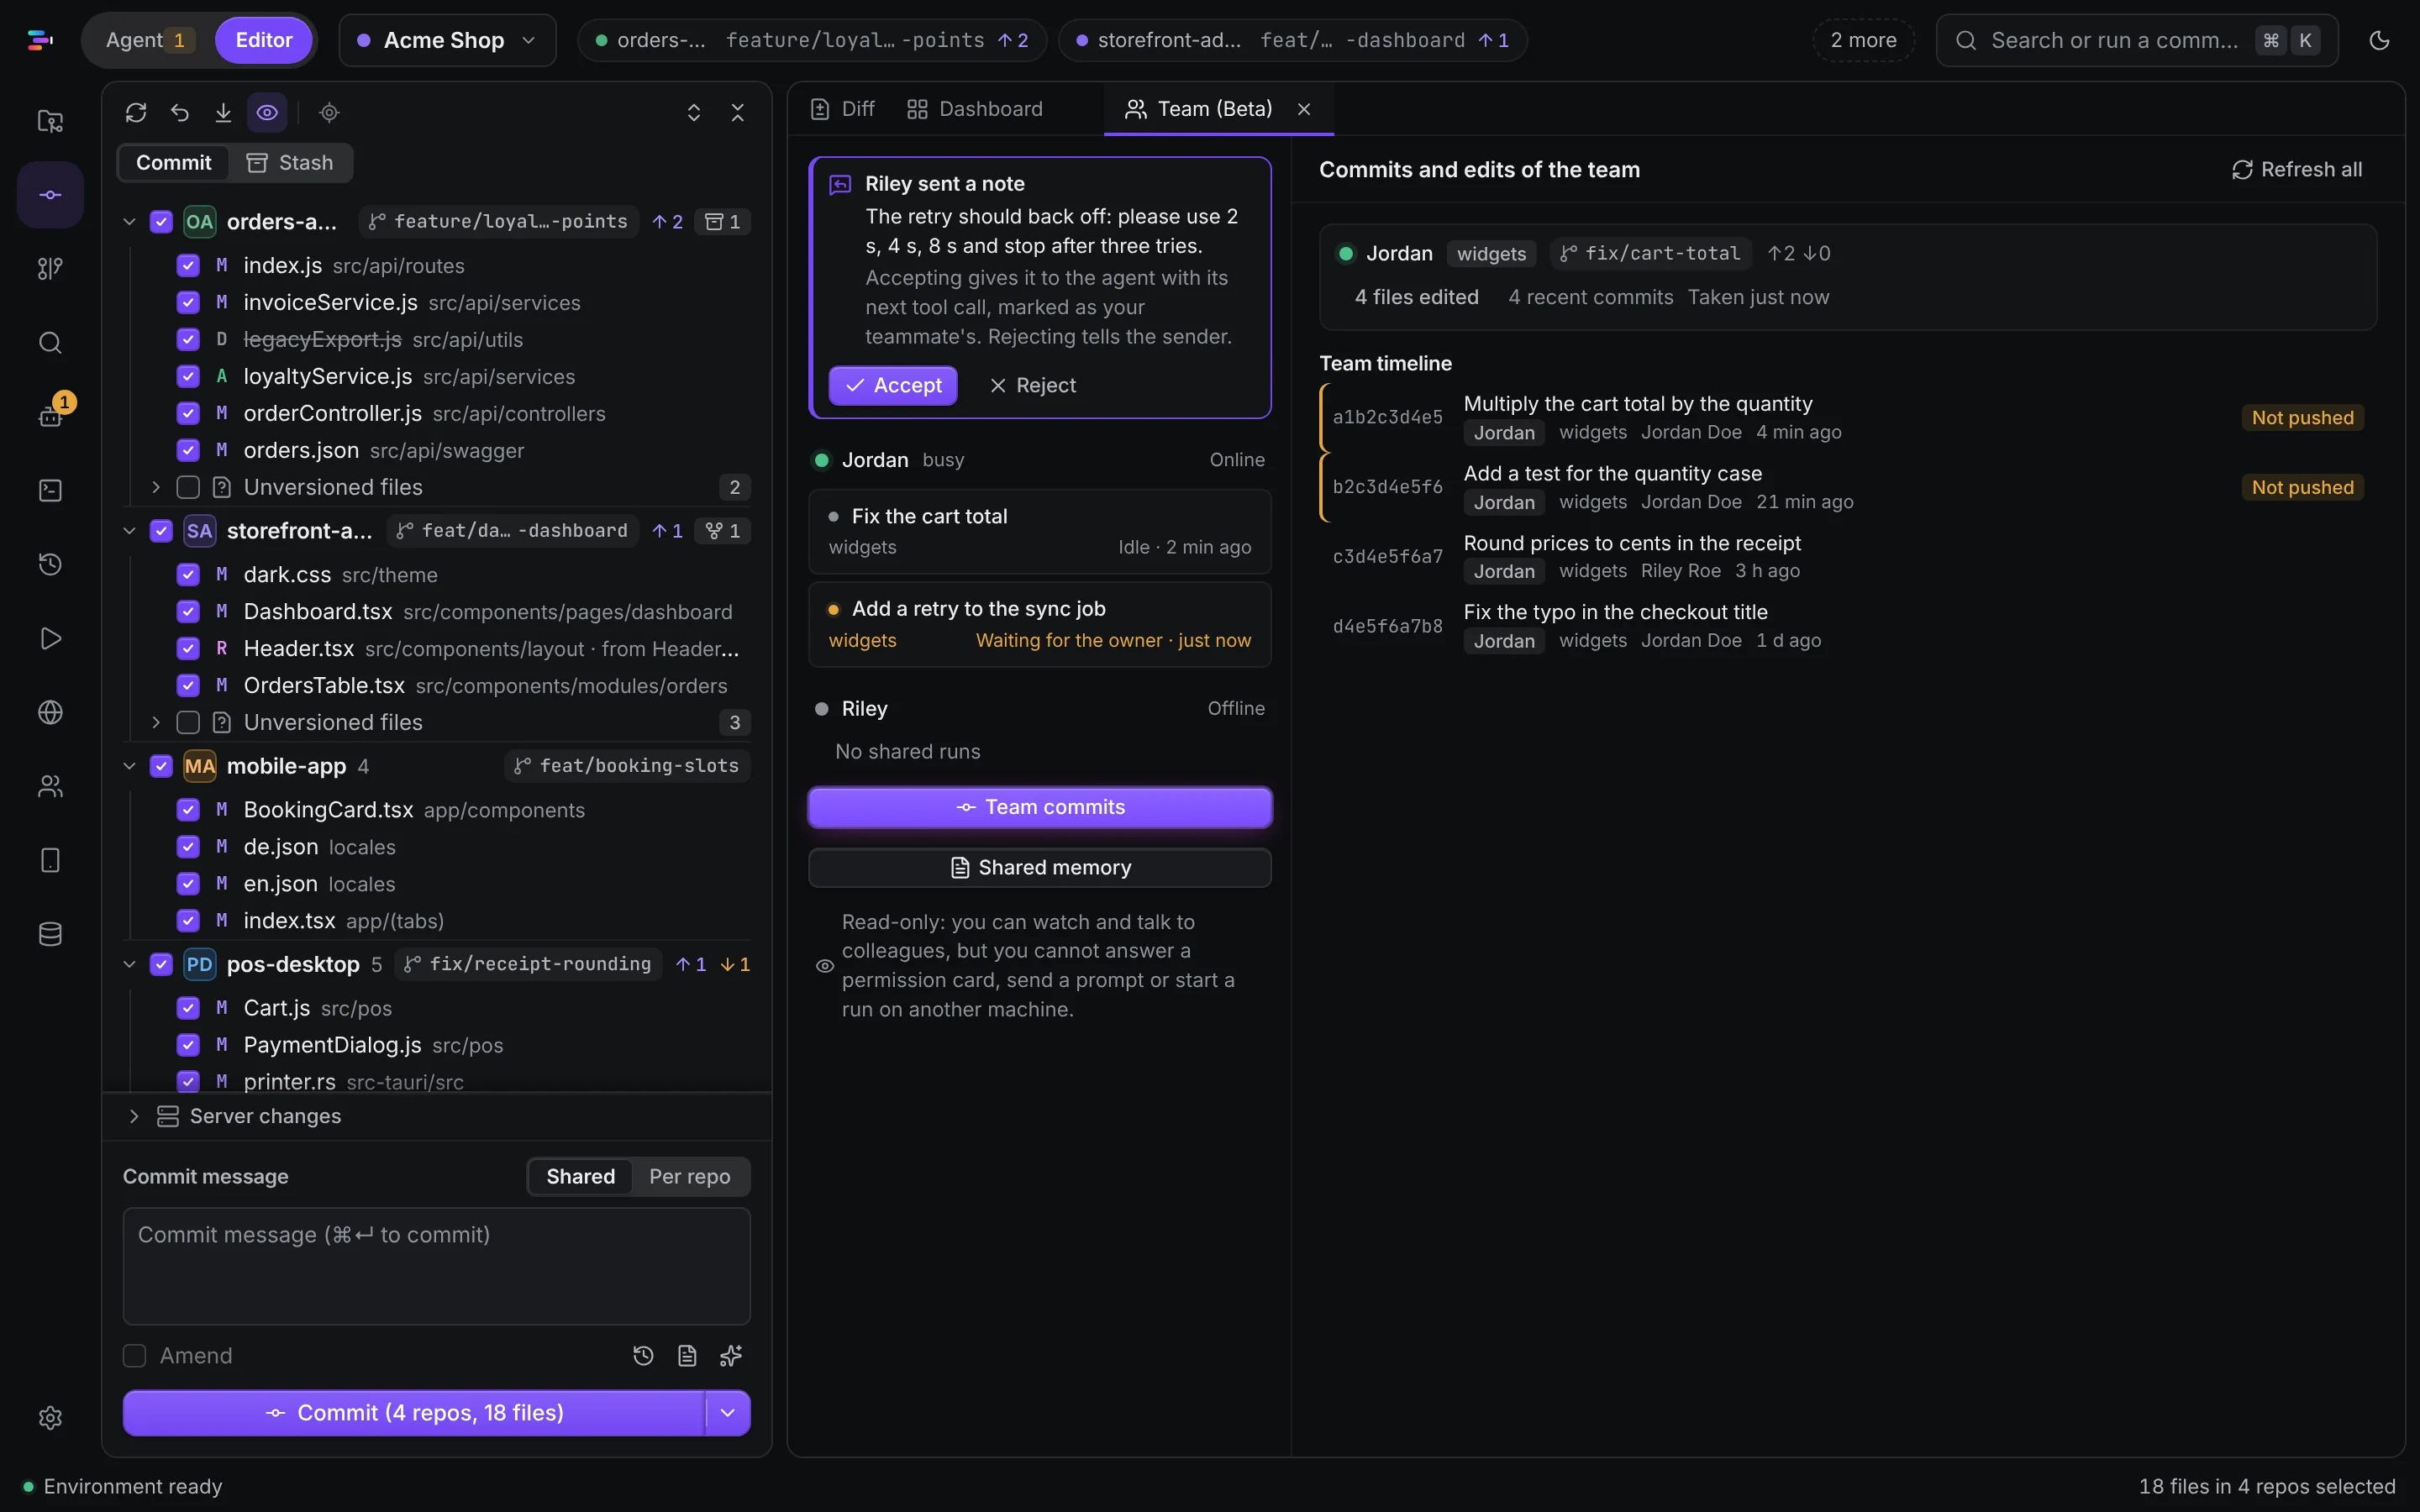 Agent 1 Editor
Acme Shop
orders-... feature/loyal…-points ↑2
storefront-ad... feat/… -dashboard ↑1
2 more
Search or run a comm... ⌘ K
Commit Stash
OA orders-a... feature/loyal…-points ↑2 1
M index.js src/api/routes
M invoiceService.js src/api/services
D legacyExport.js src/api/utils
A loyaltyService.js src/api/services
M orderController.js src/api/controllers
M orders.json src/api/swagger
Unversioned files 2
SA storefront-a... feat/da… -dashboard ↑1 1
M dark.css src/theme
M Dashboard.tsx src/components/pages/dashboard
R Header.tsx src/components/layout · from Header...
M OrdersTable.tsx src/components/modules/orders
Unversioned files 3
MA mobile-app 4 feat/booking-slots
M BookingCard.tsx app/components
M de.json locales
M en.json locales
M index.tsx app/(tabs)
PD pos-desktop 5 fix/receipt-rounding ↑1 ↓1
M Cart.js src/pos
M PaymentDialog.js src/pos
M printer.rs src-tauri/src
Server changes
Commit message Shared Per repo
Commit message (⌘↵ to commit)
Amend
Commit (4 repos, 18 files)
1
Diff Dashboard Team (Beta)
Riley sent a note
The retry should back off: please use 2
s, 4 s, 8 s and stop after three tries.
Accepting gives it to the agent with its
next tool call, marked as your
teammate's. Rejecting tells the sender.
Accept Reject
Jordan busy Online
Fix the cart total
widgets Idle · 2 min ago
Add a retry to the sync job
widgets Waiting for the owner · just now
Riley Offline
No shared runs
Team commits
Shared memory
Read-only: you can watch and talk to
colleagues, but you cannot answer a
permission card, send a prompt or start a
run on another machine.
Commits and edits of the team Refresh all
Jordan widgets fix/cart-total ↑2 ↓0
4 files edited 4 recent commits Taken just now
Team timeline
a1b2c3d4e5 Multiply the cart total by the quantity Not pushed
Jordan widgets Jordan Doe 4 min ago
b2c3d4e5f6 Add a test for the quantity case Not pushed
Jordan widgets Jordan Doe 21 min ago
c3d4e5f6a7 Round prices to cents in the receipt
Jordan widgets Riley Roe 3 h ago
d4e5f6a7b8 Fix the typo in the checkout title
Jordan widgets Jordan Doe 1 d ago
Environment ready
18 files in 4 repos selected